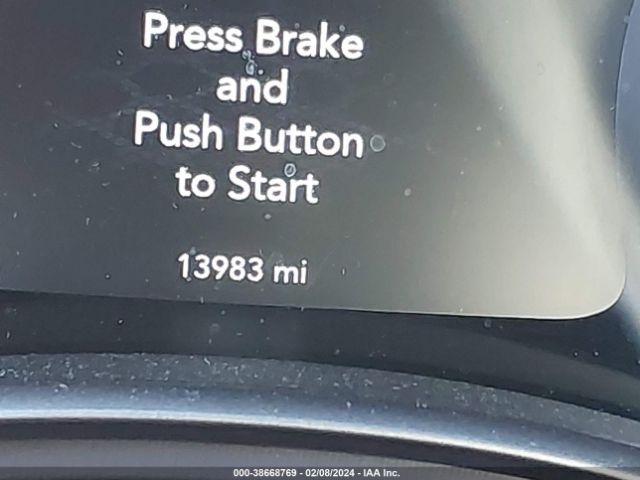 Press Brake
and
Push Button
to Start
13983 mi
000-38668769 - 02/08/2024 - IAA Inc.